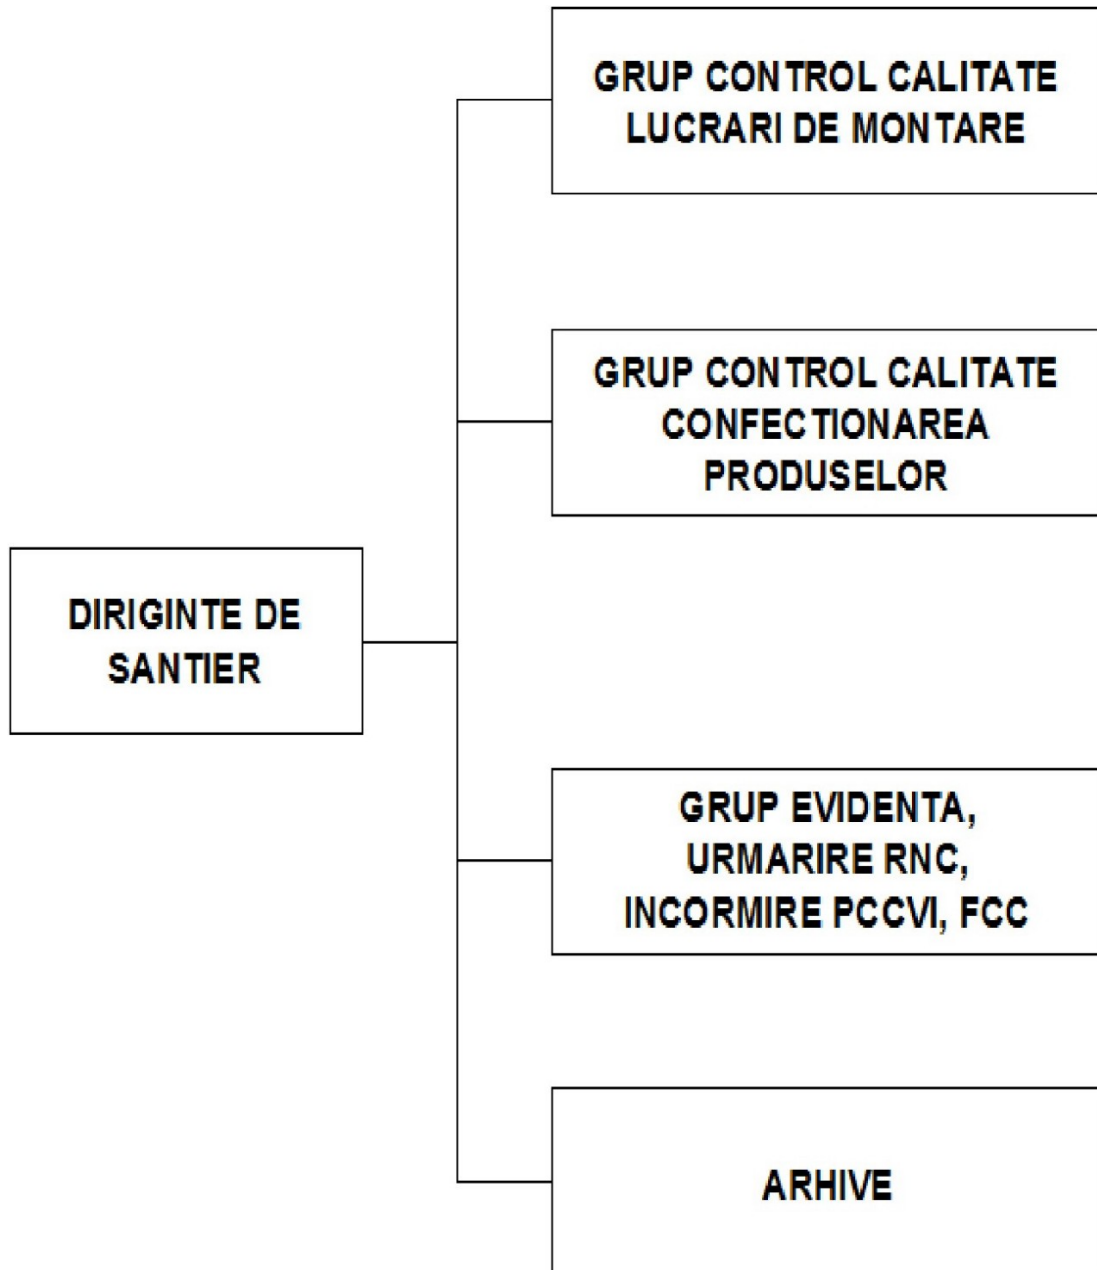 GRUP CONTROL CALITATE
LUCRARI DE MONTARE
GRUP CONTROL CALITATE
CONFECTIONAREA
PRODUSELOR
DIRIGINTE DE
SANTIER
GRUP EVIDENTA,
URMARIRE RNC,
INCORMIRE PCCVI, FCC
ARHIVE